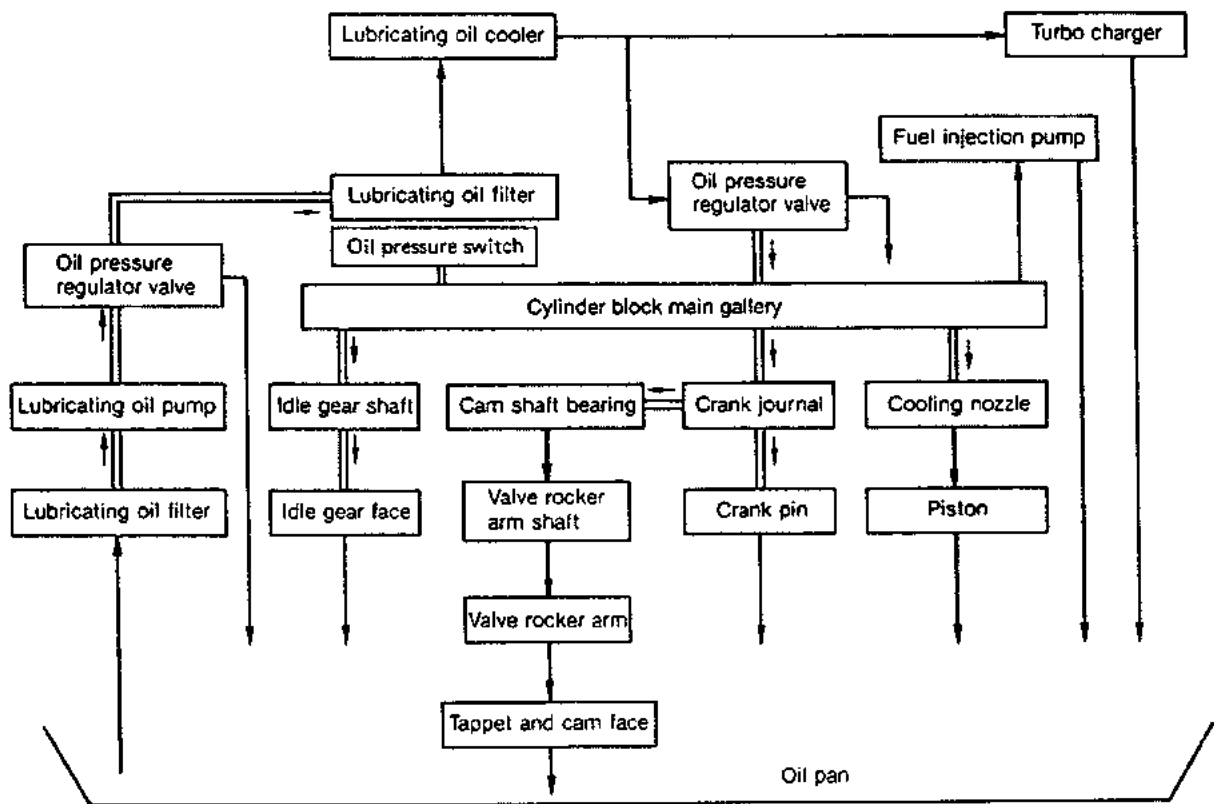 Lubricating oil cooler
Turbo charger
Fuel injection pump
Lubricating oil filter
Oil pressure
regulator valve
Oil pressure switch
Oil pressure
regulator valve
Cylinder block main gallery
Lubricating oil pump
Idle gear shaft
Cam shaft bearing
Crank journal
Cooling nozzle
Lubricating oil filter
Idle gear face
Valve rocker
arm shaft
Crank pin
Piston
Valve rocker arm
Tappet and cam face
Oil pan